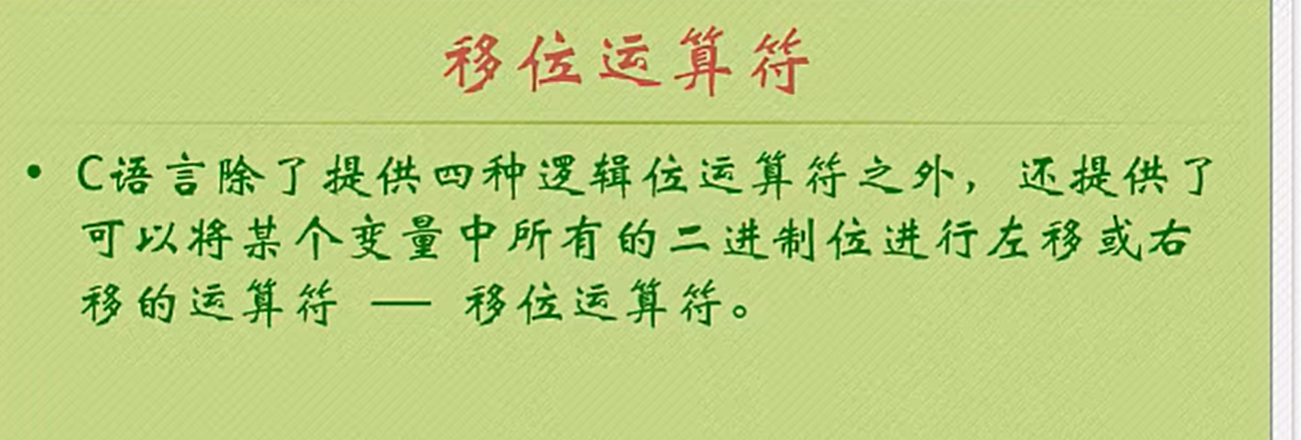 移位运算符
• C语言除了提供四种逻辑位运算符之外，还提供了
可以将某个变量中所有的二进制位进行左移或右
移的运算符 — 移位运算符。